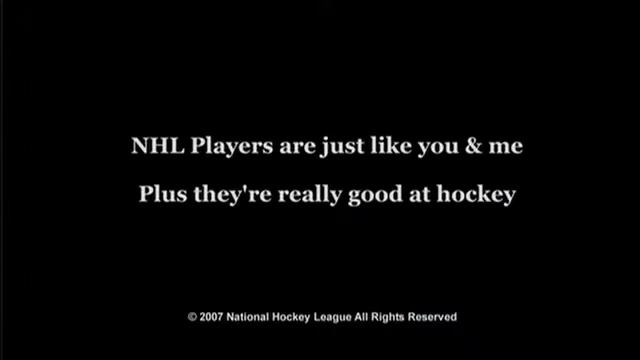 NHL Players are just like you & me
Plus they're really good at hockey
© 2007 National Hockey League All Rights Reserved